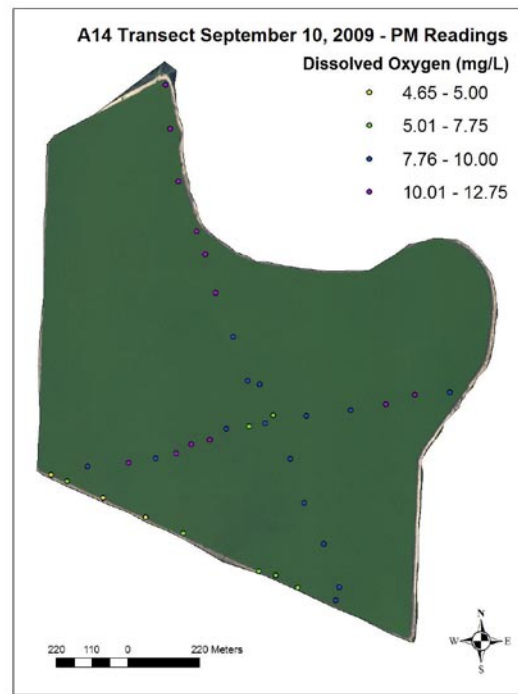 A14 Transect September 10, 2009 - PM Readings
Dissolved Oxygen (mg/L)
4.65 - 5.00
5.01 - 7.75
7.76 - 10.00
10.01 - 12.75
N
W E
S
220 110 0 220 Meters